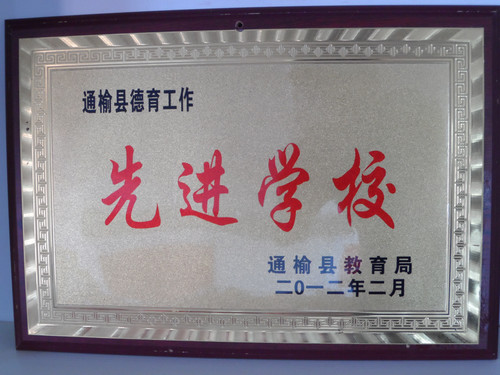 通榆县德育工作
先进学校
通榆县教育局
二0一二年二月